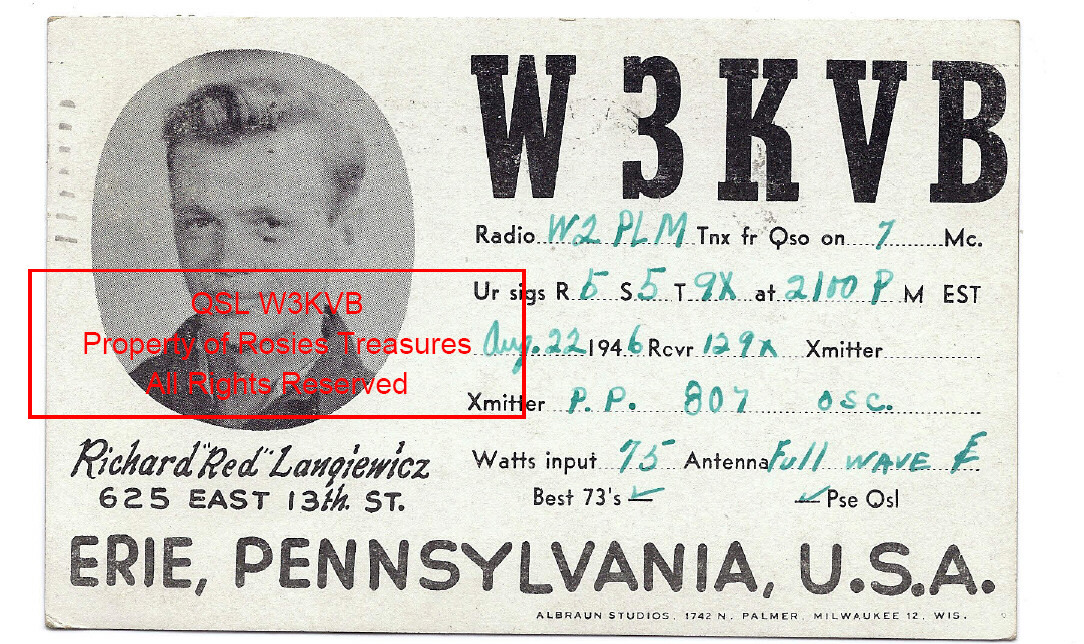 W3KVB
Radio W2 PLM Tnx fr Qso on 7 Mc.
Ur sigs R 5 S 5 T 9X at 2100 P M EST
Aug. 22 1946 Rcvr 129X Xmitter
Xmitter P. P. 807 osc.
Watts input 75 Antenna Full WAVE
Best 73's — — Pse Qsl
QSL W3KVB
Property of Rosies Treasures
All Rights Reserved
Richard "Red" Langiewicz
625 EAST 13th. ST.
ERIE, PENNSYLVANIA, U.S.A.
ALBRAUN STUDIOS, 1742 N. PALMER, MILWAUKEE 12, WIS.